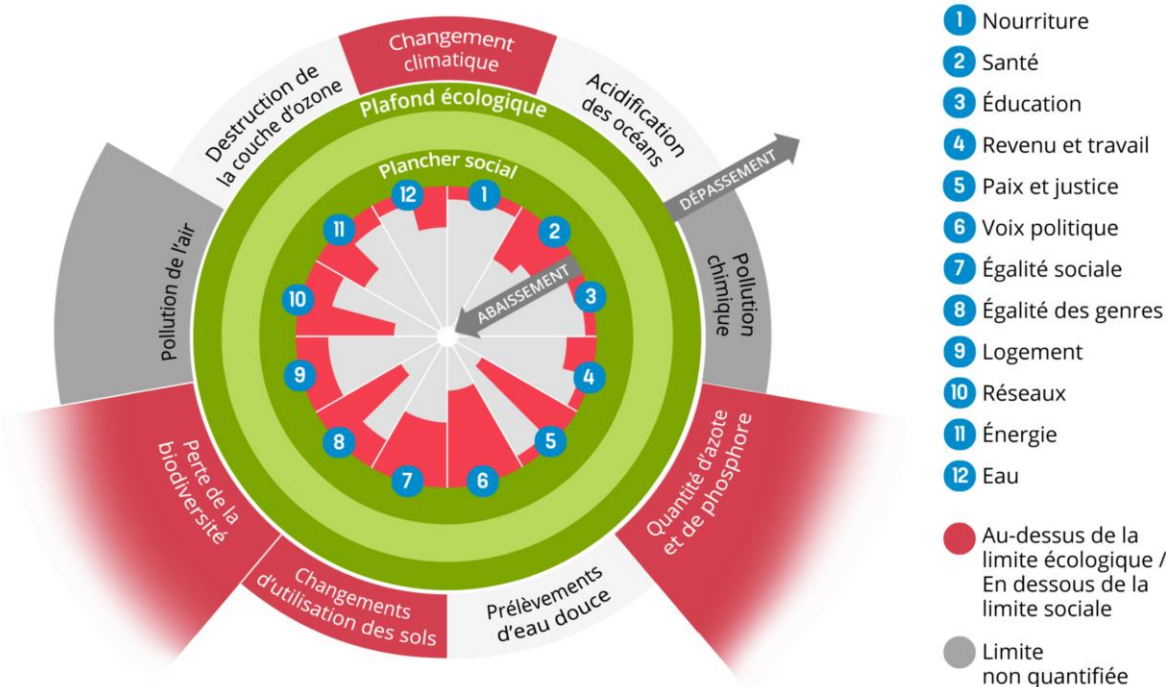 Changement
climatique
Destruction de
la couche d'ozone
Acidification
des océans
Plafond écologique
Plancher social
DÉPASSEMENT
ABAISSEMENT
Pollution de l'air
Pollution
chimique
Perte de la
biodiversité
Quantité d'azote
et de phosphore
Changements
d'utilisation des sols
Prélèvements
d'eau douce
12
1
11
2
10
3
9
4
8
5
7
6
1 Nourriture
2 Santé
3 Éducation
4 Revenu et travail
5 Paix et justice
6 Voix politique
7 Égalité sociale
8 Égalité des genres
9 Logement
10 Réseaux
11 Énergie
12 Eau
Au-dessus de la
limite écologique /
En dessous de la
limite sociale
Limite
non quantifiée